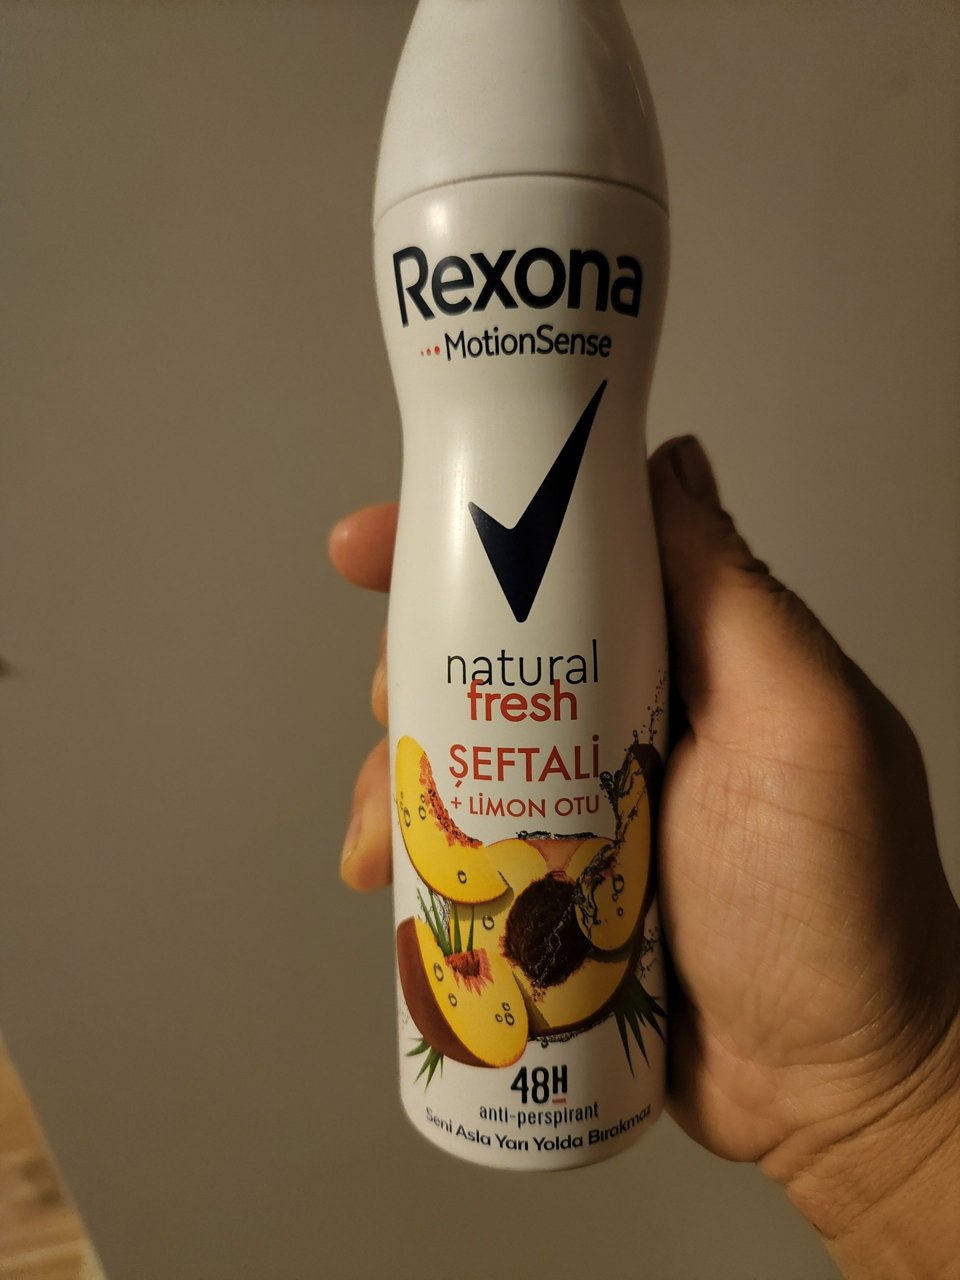 Rexona
MotionSense
natural
fresh
ŞEFTALİ
+ LİMON OTU
48H
anti-perspirant
Seni Asla Yarı Yolda Bırakmaz